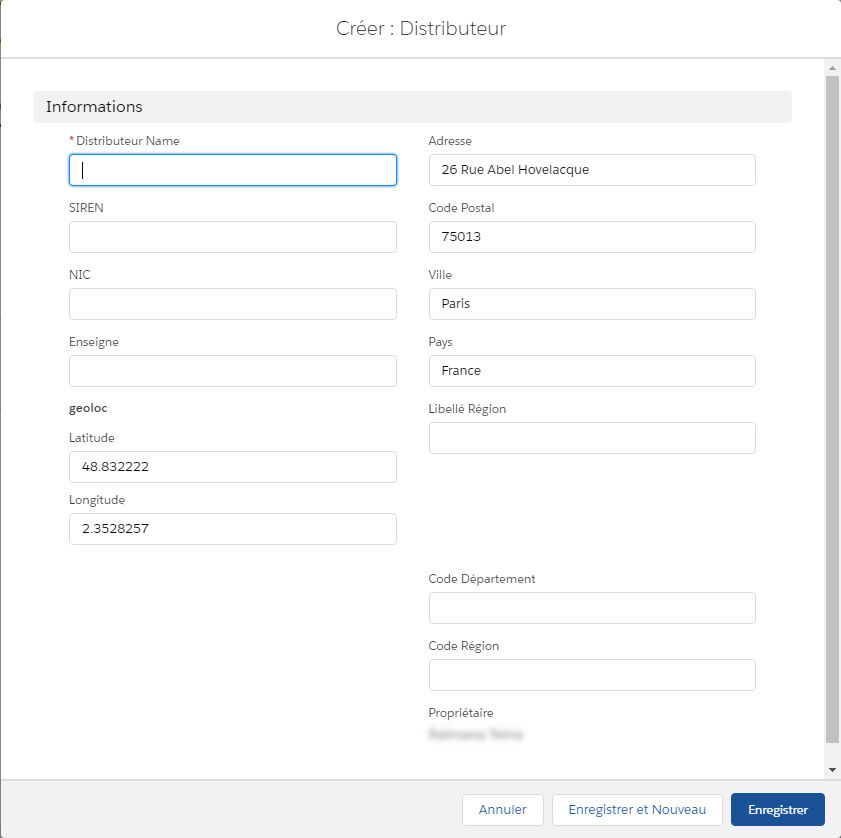 Créer : Distributeur
Informations
* Distributeur Name
Adresse
26 Rue Abel Hovelacque
SIREN
Code Postal
75013
NIC
Ville
Paris
Enseigne
Pays
France
geoloc
Libellé Région
Latitude
48.832222
Longitude
2.3528257
Code Département
Code Région
Propriétaire
Annuler
Enregistrer et Nouveau
Enregistrer